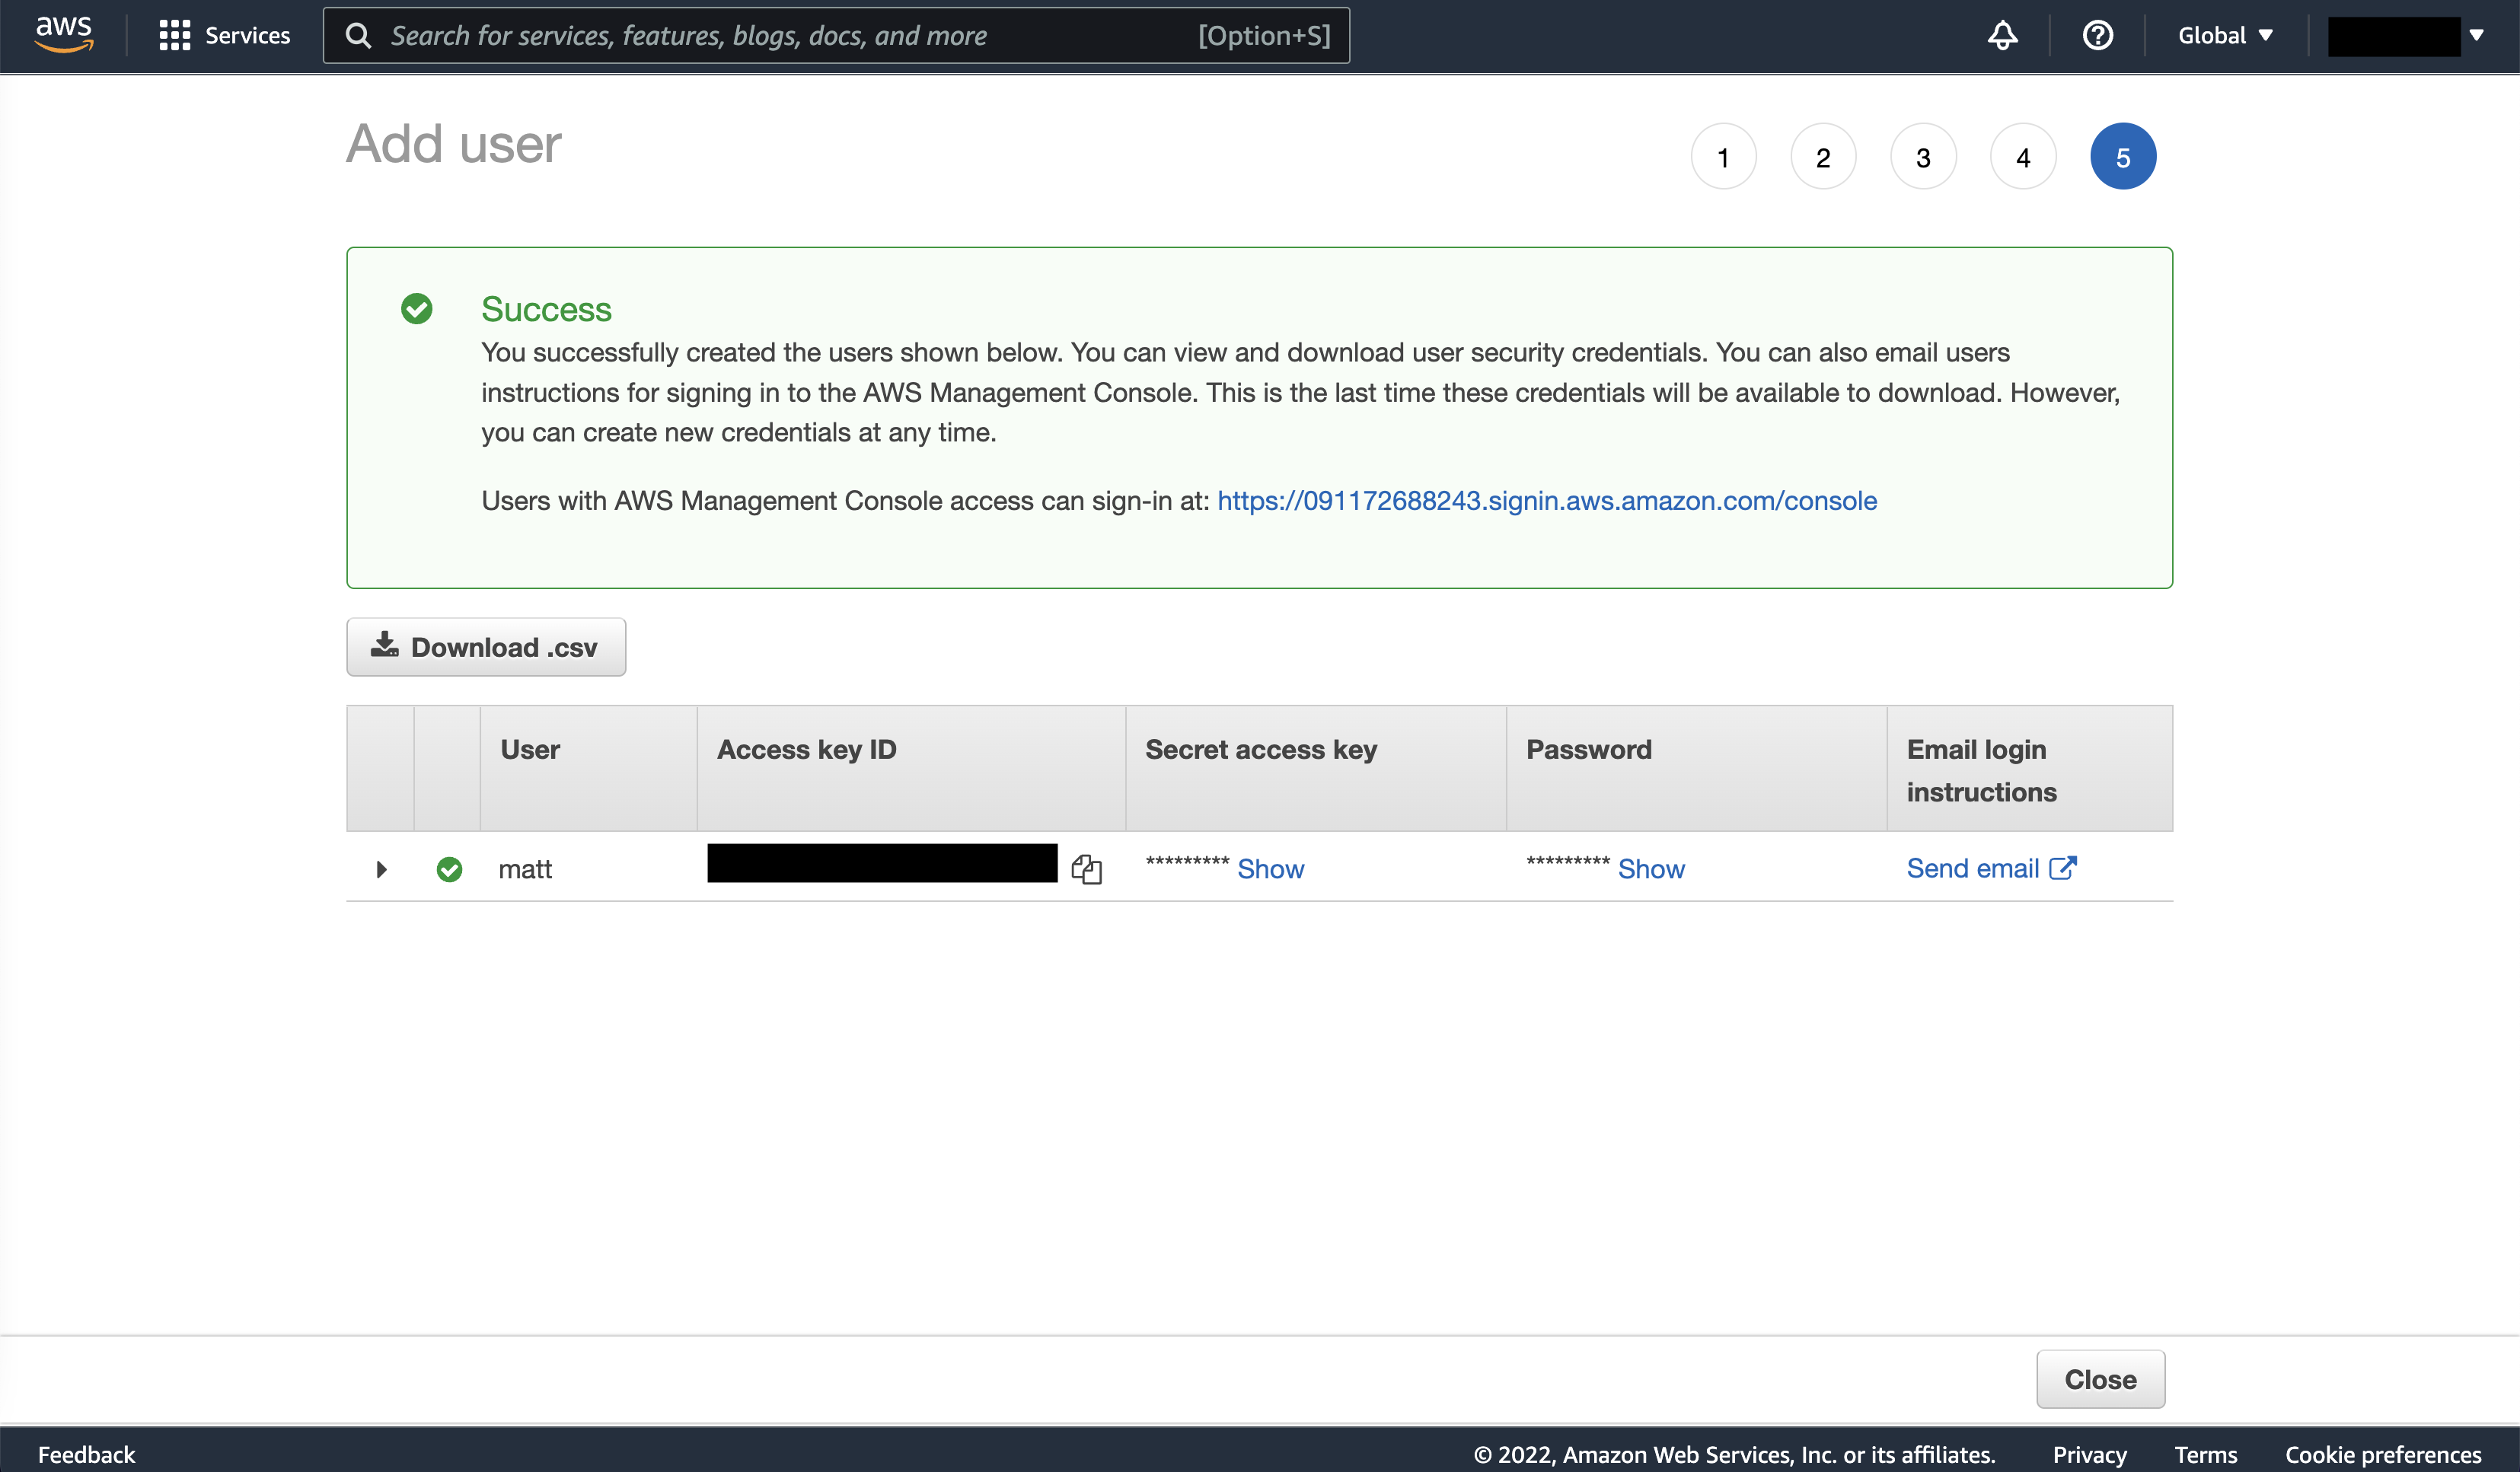 aws
Services
Search for services, features, blogs, docs, and more [Option+S]
Global
Add user
1 2 3 4 5
Success
You successfully created the users shown below. You can view and download user security credentials. You can also email users
instructions for signing in to the AWS Management Console. This is the last time these credentials will be available to download. However,
you can create new credentials at any time.
Users with AWS Management Console access can sign-in at: https://091172688243.signin.aws.amazon.com/console
Download .csv
User Access key ID Secret access key Password Email login
instructions
matt ********* Show ********* Show Send email
Close
Feedback © 2022, Amazon Web Services, Inc. or its affiliates. Privacy Terms Cookie preferences